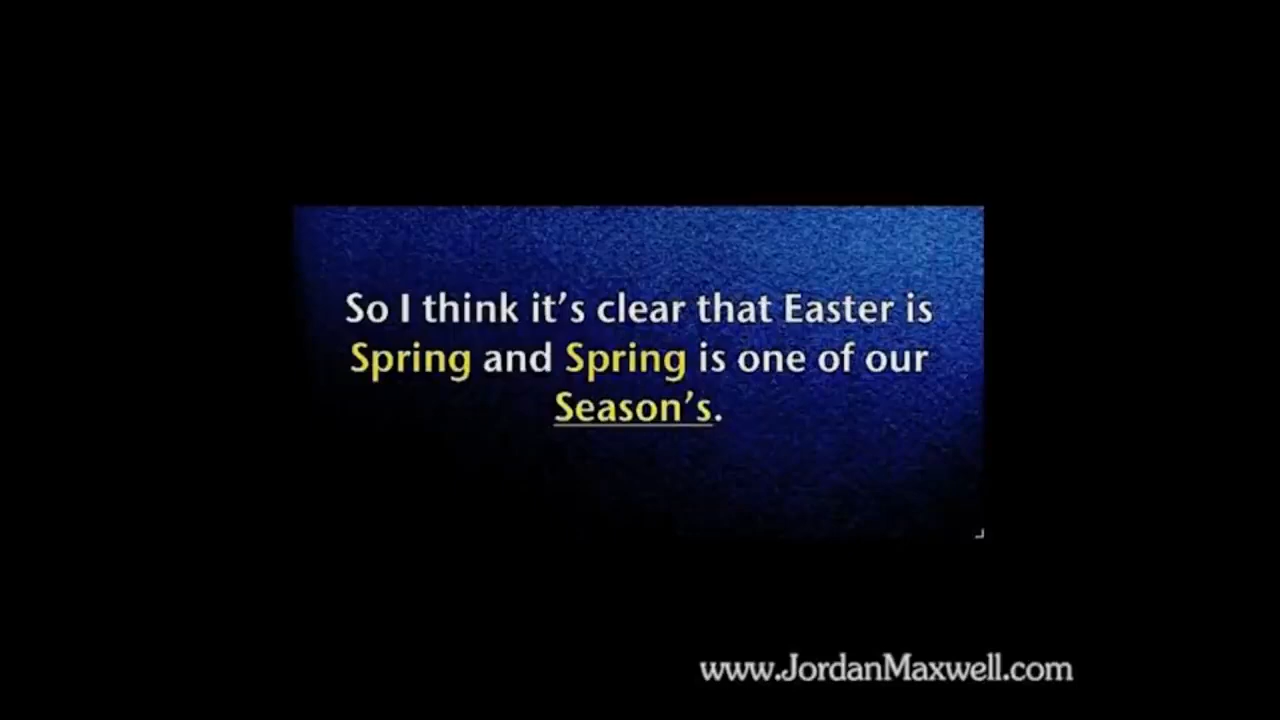 So I think it's clear that Easter is
Spring and Spring is one of our
Season's.
www.JordanMaxwell.com